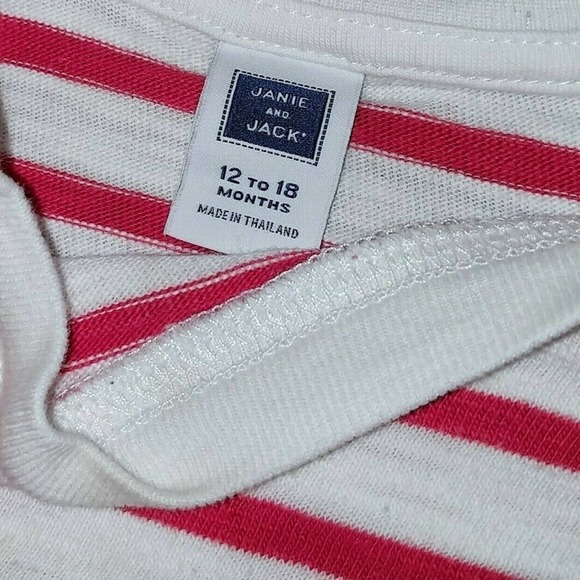 JANIE
AND
JACK
12 TO 18
MONTHS
MADE IN THAILAND